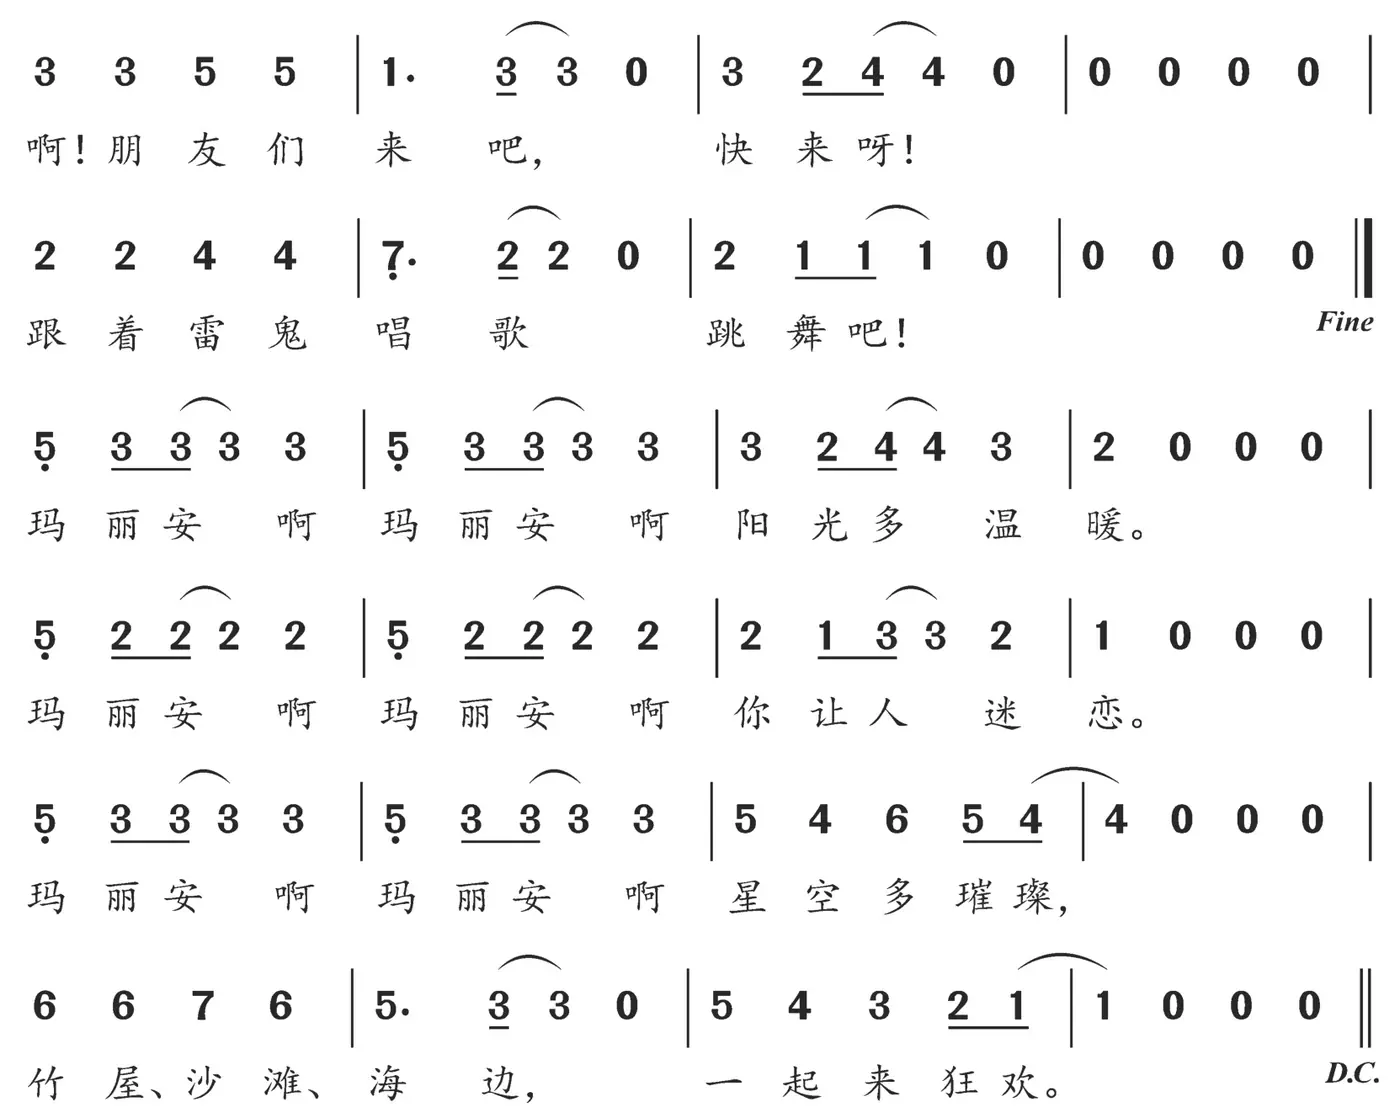 3 3 5 5 | 1. 3 3 0 | 3 2 4 4 0 | 0 0 0 0 |
啊！朋 友 们 来 吧， 快 来 呀！
2 2 4 4 | 7. 2 2 0 | 2 1 1 1 0 | 0 0 0 0 ‖
跟 着 雷 鬼 唱 歌 跳 舞 吧！ Fine
5 3 3 3 3 | 5 3 3 3 3 | 3 2 4 4 3 | 2 0 0 0 |
玛 丽 安 啊 玛 丽 安 啊 阳 光 多 温 暖。
5 2 2 2 2 | 5 2 2 2 2 | 2 1 3 3 2 | 1 0 0 0 |
玛 丽 安 啊 玛 丽 安 啊 你 让 人 迷 恋。
5 3 3 3 3 | 5 3 3 3 3 | 5 4 6 5 4 | 4 0 0 0 |
玛 丽 安 啊 玛 丽 安 啊 星 空 多 璀 璨，
6 6 7 6 | 5. 3 3 0 | 5 4 3 2 1 | 1 0 0 0 ‖
竹 屋、沙 滩、海 边， 一 起 来 狂 欢。 D.C.